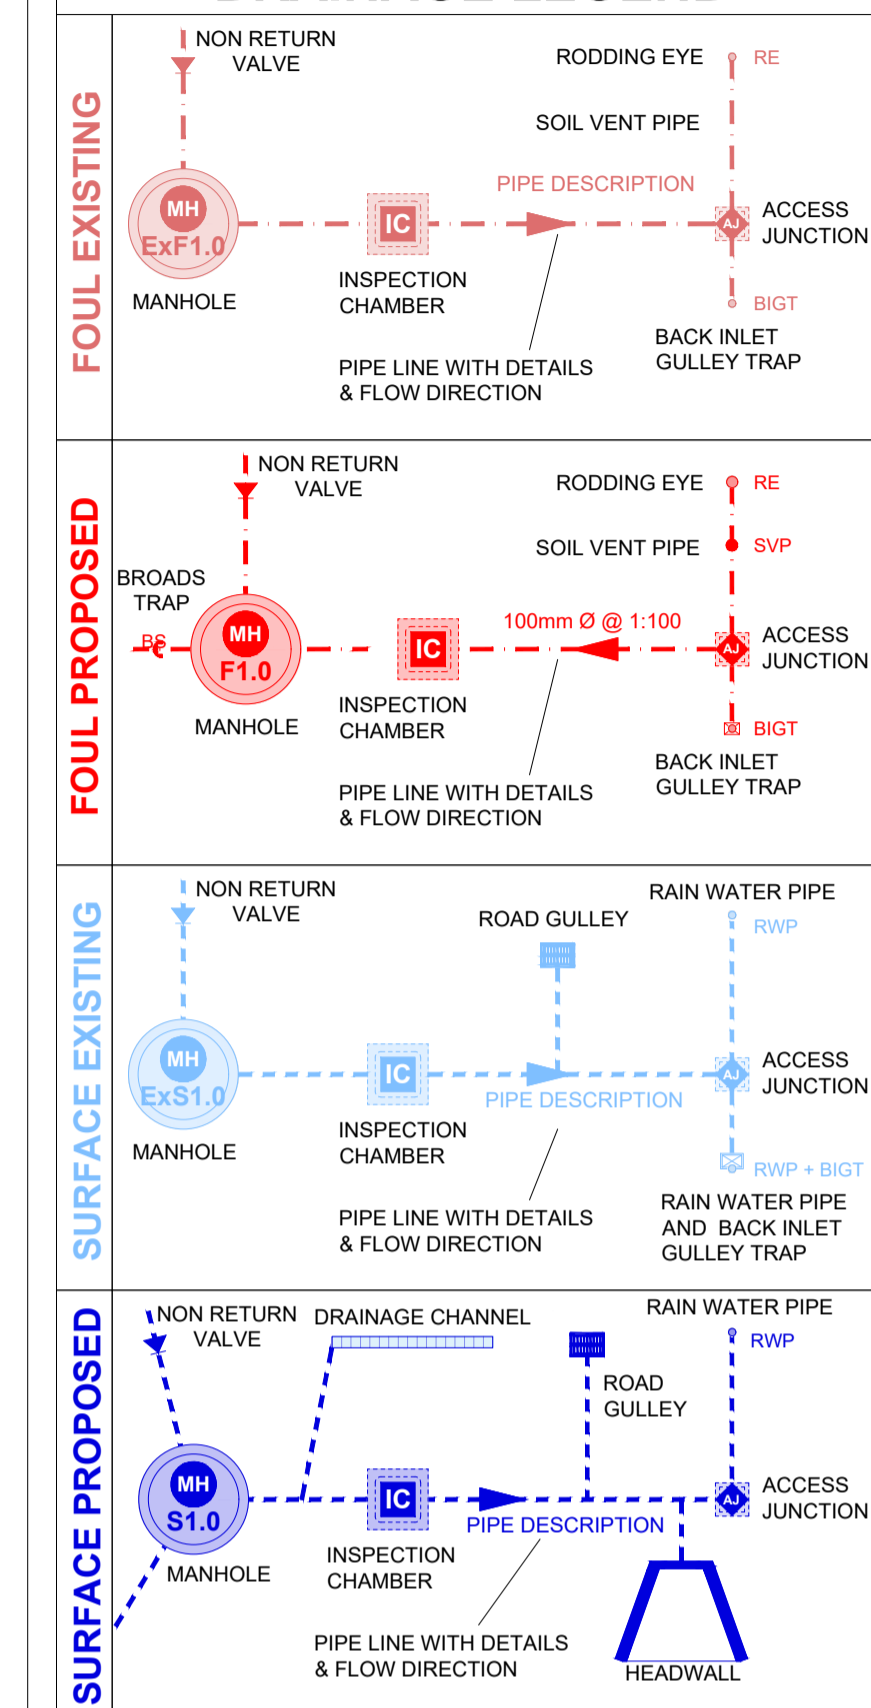 FOUL EXISTING
NON RETURN
VALVE
RODDING EYE
RE
SOIL VENT PIPE
PIPE DESCRIPTION
MH
ExF1.0
IC
AJ
ACCESS
JUNCTION
MANHOLE
INSPECTION
CHAMBER
BIGT
BACK INLET
GULLEY TRAP
PIPE LINE WITH DETAILS
& FLOW DIRECTION
FOUL PROPOSED
NON RETURN
VALVE
RODDING EYE
RE
SOIL VENT PIPE
SVP
BROADS
TRAP
BS
MH
F1.0
IC
100mm Ø @ 1:100
AJ
ACCESS
JUNCTION
MANHOLE
INSPECTION
CHAMBER
BIGT
BACK INLET
GULLEY TRAP
PIPE LINE WITH DETAILS
& FLOW DIRECTION
SURFACE EXISTING
NON RETURN
VALVE
ROAD GULLEY
RAIN WATER PIPE
RWP
MH
ExS1.0
IC
PIPE DESCRIPTION
AJ
ACCESS
JUNCTION
MANHOLE
INSPECTION
CHAMBER
RWP + BIGT
RAIN WATER PIPE
AND BACK INLET
GULLEY TRAP
PIPE LINE WITH DETAILS
& FLOW DIRECTION
SURFACE PROPOSED
NON RETURN
VALVE
DRAINAGE CHANNEL
RAIN WATER PIPE
RWP
ROAD
GULLEY
MH
S1.0
IC
PIPE DESCRIPTION
AJ
ACCESS
JUNCTION
MANHOLE
INSPECTION
CHAMBER
PIPE LINE WITH DETAILS
& FLOW DIRECTION
HEADWALL